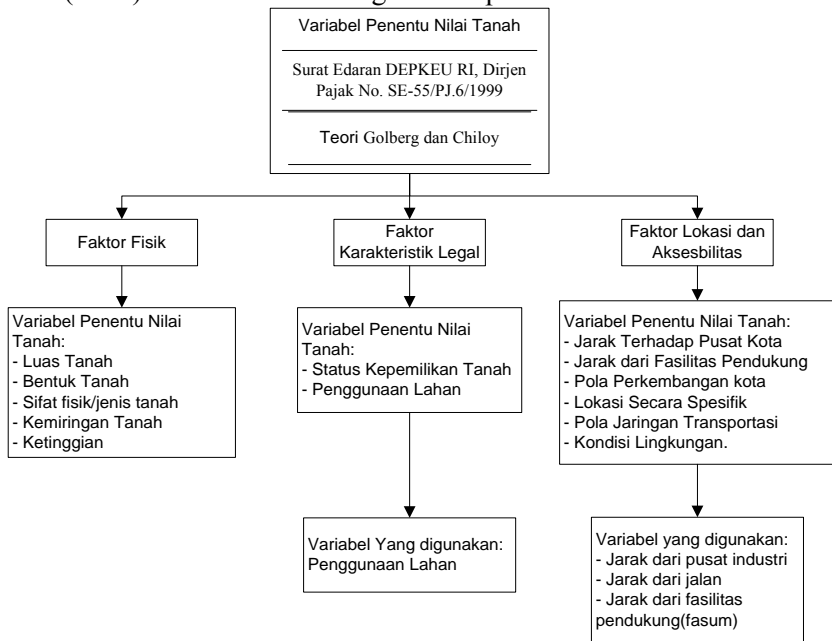 Variabel Penentu Nilai Tanah
Surat Edaran DEPKEU RI, Dirjen
Pajak No. SE-55/PJ.6/1999
Teori Golberg dan Chiloy
Faktor Fisik
Faktor
Karakteristik Legal
Faktor Lokasi dan
Aksesbilitas
Variabel Penentu Nilai
Tanah:
- Luas Tanah
- Bentuk Tanah
- Sifat fisik/jenis tanah
- Kemiringan Tanah
- Ketinggian
Variabel Penentu Nilai
Tanah:
- Status Kepemilikan Tanah
- Penggunaan Lahan
Variabel Penentu Nilai Tanah:
- Jarak Terhadap Pusat Kota
- Jarak dari Fasilitas Pendukung
- Pola Perkembangan kota
- Lokasi Secara Spesifik
- Pola Jaringan Transportasi
- Kondisi Lingkungan.
Variabel Yang digunakan:
Penggunaan Lahan
Variabel yang digunakan:
- Jarak dari pusat industri
- Jarak dari jalan
- Jarak dari fasilitas
pendukung(fasum)